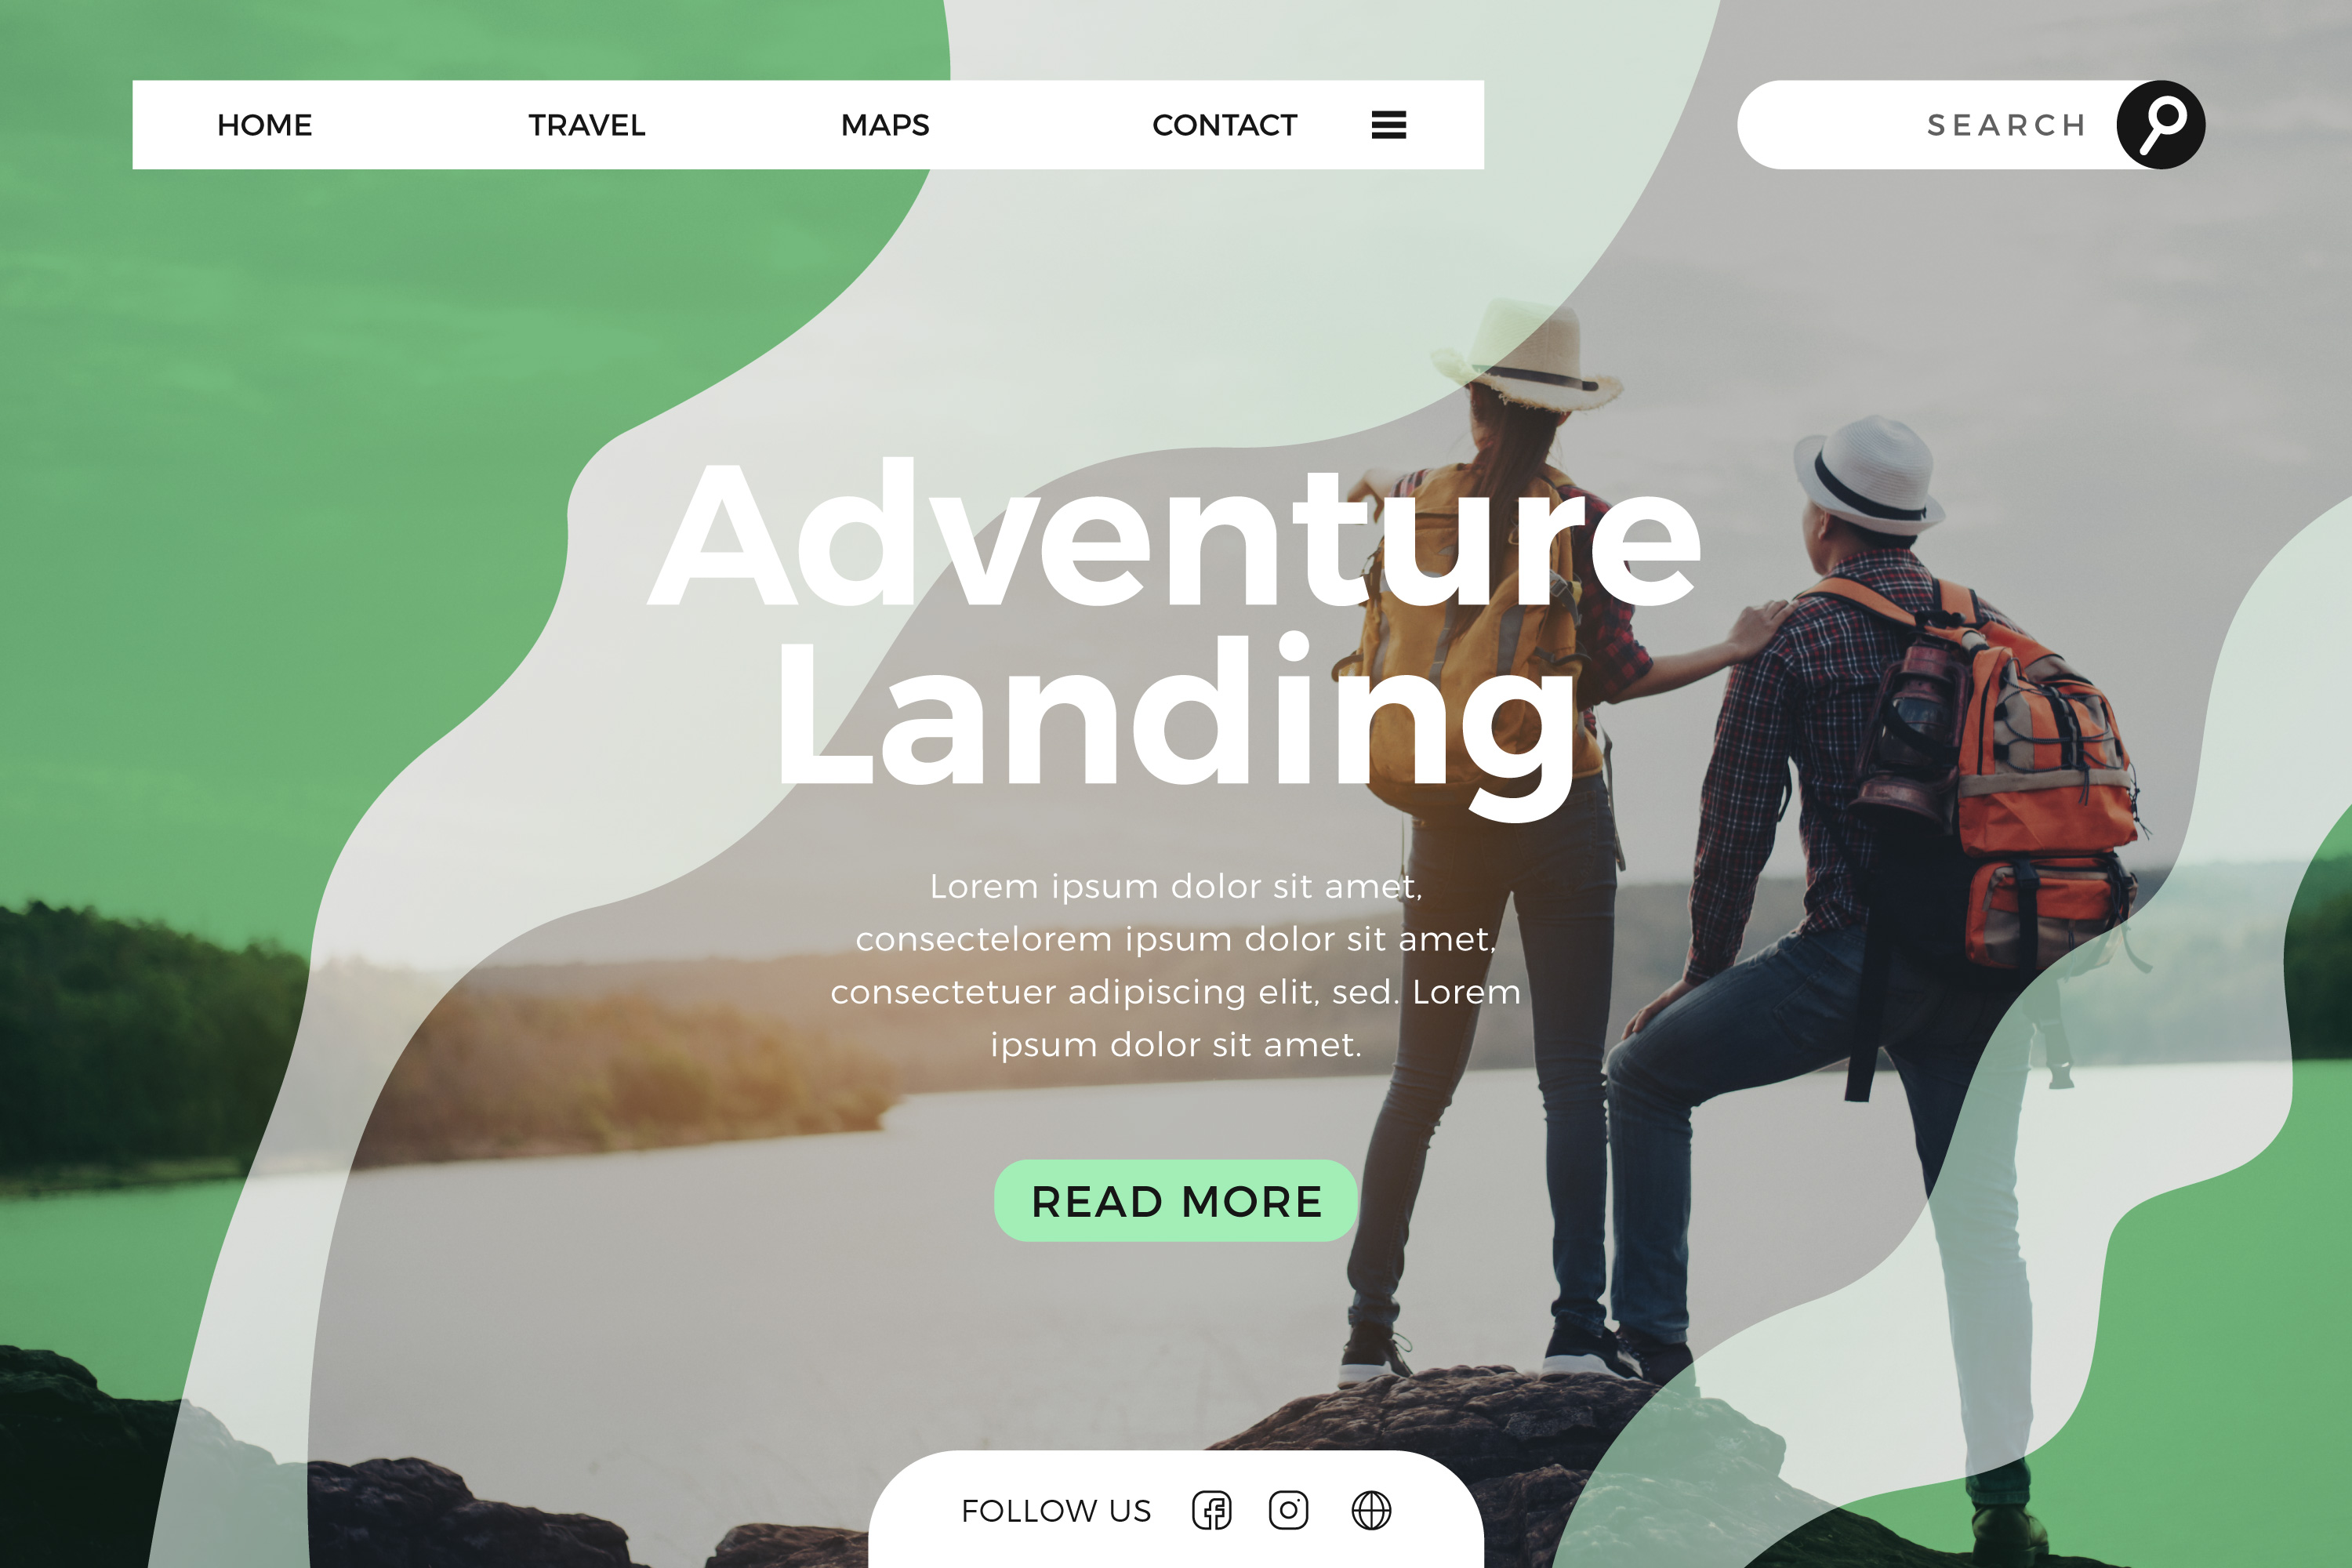 HOME TRAVEL MAPS CONTACT
SEARCH
Adventure
Landing
Lorem ipsum dolor sit amet,
consectelorem ipsum dolor sit amet,
consectetuer adipiscing elit, sed. Lorem
ipsum dolor sit amet.
READ MORE
FOLLOW US